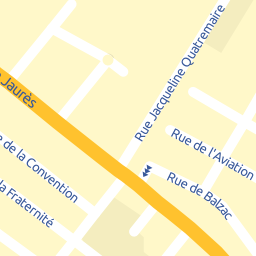 Rue Jacqueline Quatremaire
Jaurès
Rue de l'Aviation
Rue de Balzac
de la Convention
la Fraternité